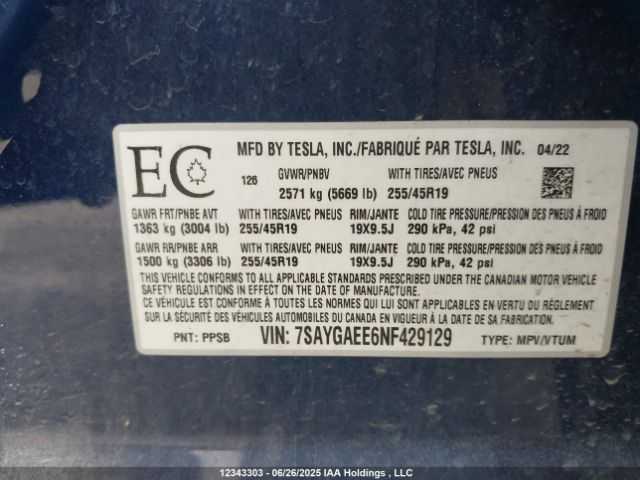 EC
MFD BY TESLA, INC./FABRIQUÉ PAR TESLA, INC. 04/22
126 GVWR/PNBV WITH TIRES/AVEC PNEUS
2571 kg (5669 lb) 255/45R19
GAWR FRT/PNBE AVT WITH TIRES/AVEC PNEUS RIM/JANTE COLD TIRE PRESSURE/PRESSION DES PNEUS À FROID
1363 kg (3004 lb) 255/45R19 19X9.5J 290 kPa, 42 psi
GAWR RR/PNBE ARR WITH TIRES/AVEC PNEUS RIM/JANTE COLD TIRE PRESSURE/PRESSION DES PNEUS À FROID
1500 kg (3306 lb) 255/45R19 19X9.5J 290 kPa, 42 psi
THIS VEHICLE CONFORMS TO ALL APPLICABLE STANDARDS PRESCRIBED UNDER THE CANADIAN MOTOR VEHICLE
SAFETY REGULATIONS IN EFFECT ON THE DATE OF MANUFACTURE
CE VÉHICULE EST CONFORME À TOUTES LES NORMES QUI LUI SONT APPLICABLES EN VERTU DU RÈGLEMENT
SUR LA SÉCURITÉ DES VÉHICULES AUTOMOBILES DU CANADA EN VIGUEUR À LA DATE DE SA FABRICATION.
PNT: PPSB VIN: 7SAYGAEE6NF429129 TYPE: MPV/VTUM
12343303 - 06/26/2025 IAA Holdings , LLC